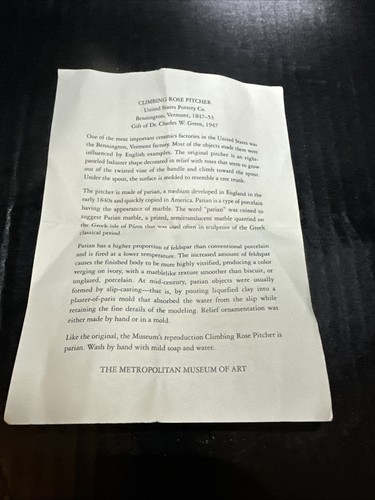 CLIMBING ROSE PITCHER
United States Pottery Co.
Bennington, Vermont, 1847–53
Gift of Dr. Charles W. Green, 1947
One of the most important ceramics factories in the United States was
the Bennington, Vermont factory. Most of the objects made there were
influenced by English examples. The original pitcher is an eight-
paneled baluster shape decorated in relief with roses that seem to grow
out of the twisted vine of the handle and climb toward the spout.
Under the spout, the surface is molded to resemble a tree trunk.
The pitcher is made of parian, a medium developed in England in the
early 1840s and quickly copied in America. Parian is a type of porcelain
having the appearance of marble. The word "parian" was coined to
suggest Parian marble, a prized, semitranslucent marble quarried on
the Greek isle of Páros that was used often in sculpture of the Greek
classical period.
Parian has a higher proportion of feldspar than conventional porcelain
and is fired at a lower temperature. The increased amount of feldspar
causes the finished body to be more highly vitrified, producing a color
verging on ivory, with a marblelike texture smoother than biscuit, or
unglazed, porcelain. At mid-century, parian objects were usually
formed by slip-casting—that is, by pouring liquefied clay into a
plaster-of-paris mold that absorbed the water from the slip while
retaining the fine details of the modeling. Relief ornamentation was
either made by hand or in a mold.
Like the original, the Museum's reproduction Climbing Rose Pitcher is
parian. Wash by hand with mild soap and water.
THE METROPOLITAN MUSEUM OF ART